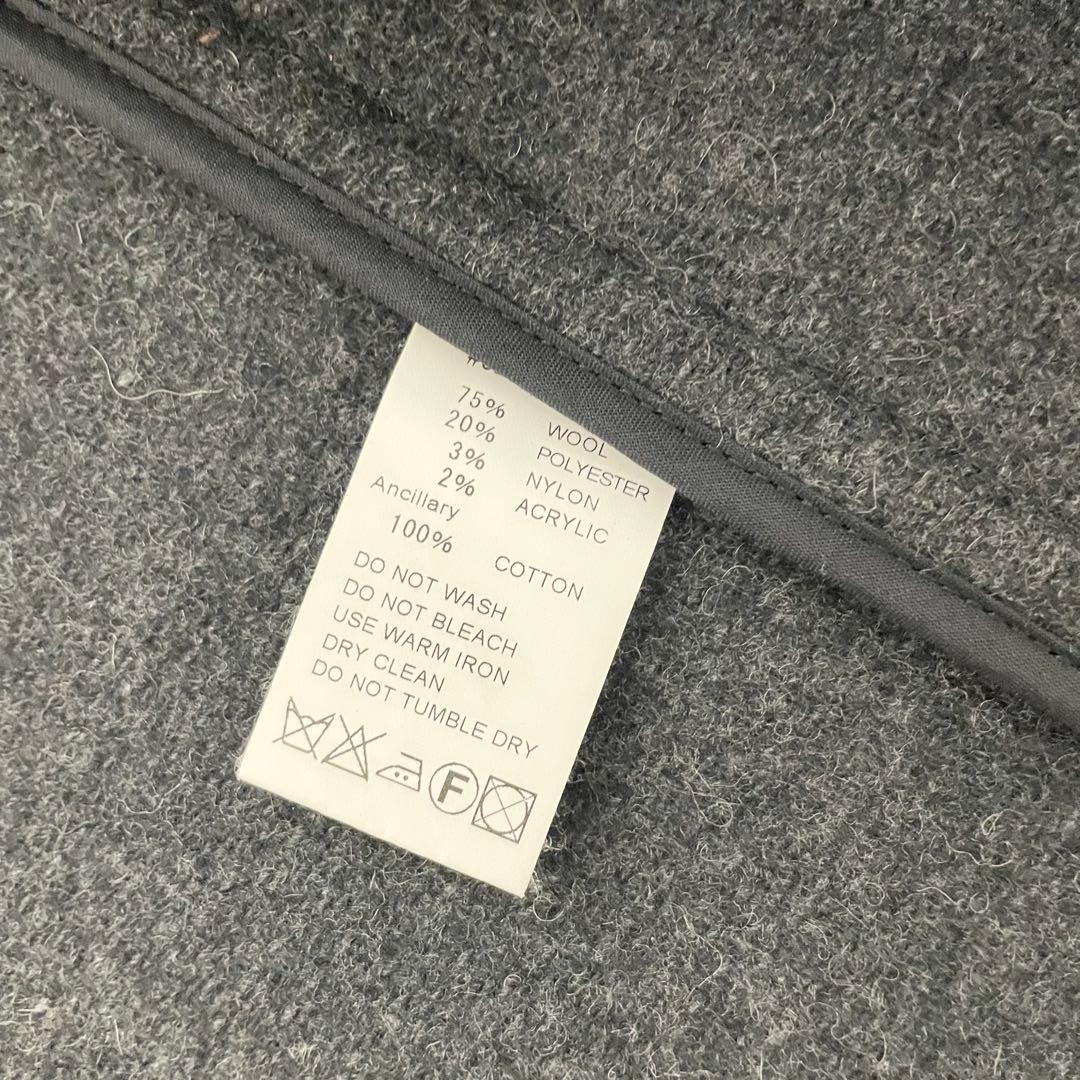 75% WOOL
20% POLYESTER
3% NYLON
2% ACRYLIC
Ancillary
100% COTTON
DO NOT WASH
DO NOT BLEACH
USE WARM IRON
DRY CLEAN
DO NOT TUMBLE DRY
F